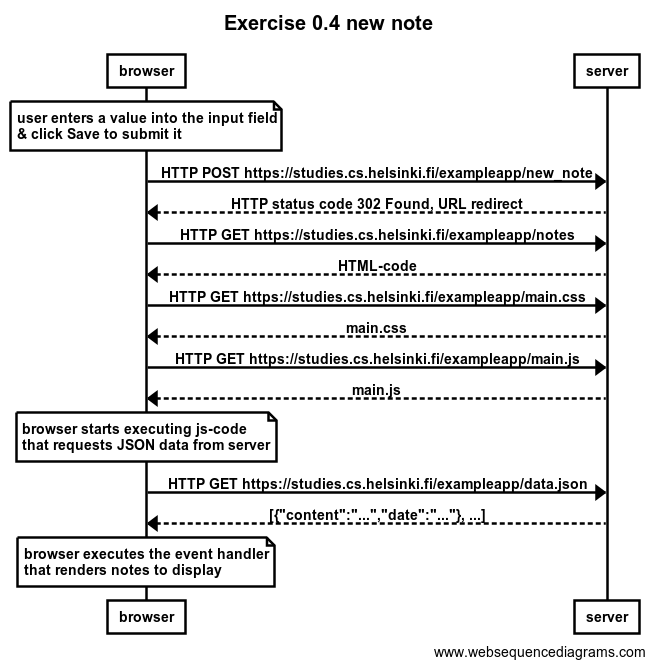 Exercise 0.4 new note
browser
server
user enters a value into the input field
& click Save to submit it
HTTP POST https://studies.cs.helsinki.fi/exampleapp/new_note
HTTP status code 302 Found, URL redirect
HTTP GET https://studies.cs.helsinki.fi/exampleapp/notes
HTML-code
HTTP GET https://studies.cs.helsinki.fi/exampleapp/main.css
main.css
HTTP GET https://studies.cs.helsinki.fi/exampleapp/main.js
main.js
browser starts executing js-code
that requests JSON data from server
HTTP GET https://studies.cs.helsinki.fi/exampleapp/data.json
[{"content":"...","date":"..."}, ...]
browser executes the event handler
that renders notes to display
browser
server
www.websequencediagrams.com